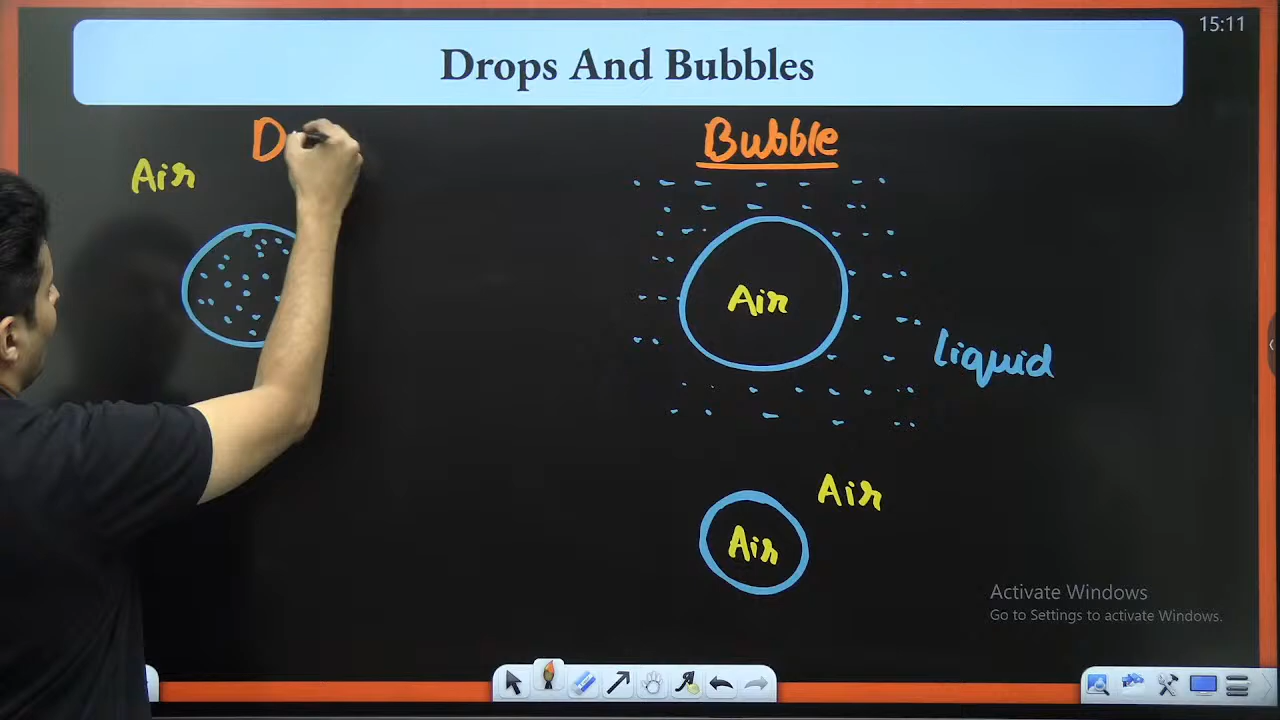 15:11
Drops And Bubbles
D
Bubble
Air
Air
Liquid
Air
Air
Activate Windows
Go to Settings to activate Windows.